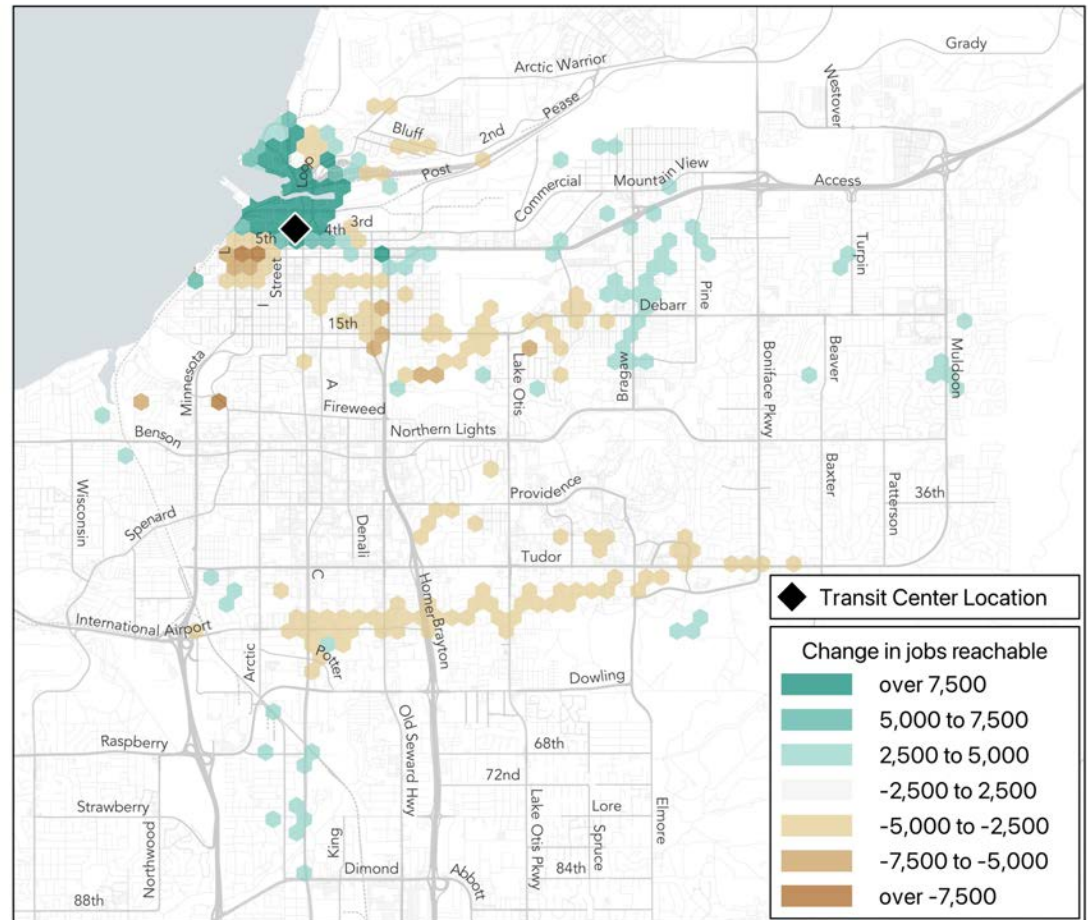 Grady
Arctic Warrior
Westover
Pease
Bluff
2nd
Loop
Post
Mountain View
Access
Commercial
3rd
4th
5th
L
I
Street
Turpin
Pine
Debarr
15th
Minnesota
A
Lake Otis
Bragaw
Boniface Pkwy
Beaver
Muldoon
Fireweed
Northern Lights
Benson
Wisconsin
Spenard
Providence
Baxter
Patterson
36th
Denali
Tudor
C
Homer
Brayton
International Airport
Arctic
Potter
Dowling
Old Seward Hwy
Raspberry
68th
72nd
Strawberry
Northwood
King
Lake Otis Pkwy
Lore
Spruce
Elmore
Dimond
Abbott
84th
88th
Transit Center Location
Change in jobs reachable
over 7,500
5,000 to 7,500
2,500 to 5,000
-2,500 to 2,500
-5,000 to -2,500
-7,500 to -5,000
over -7,500